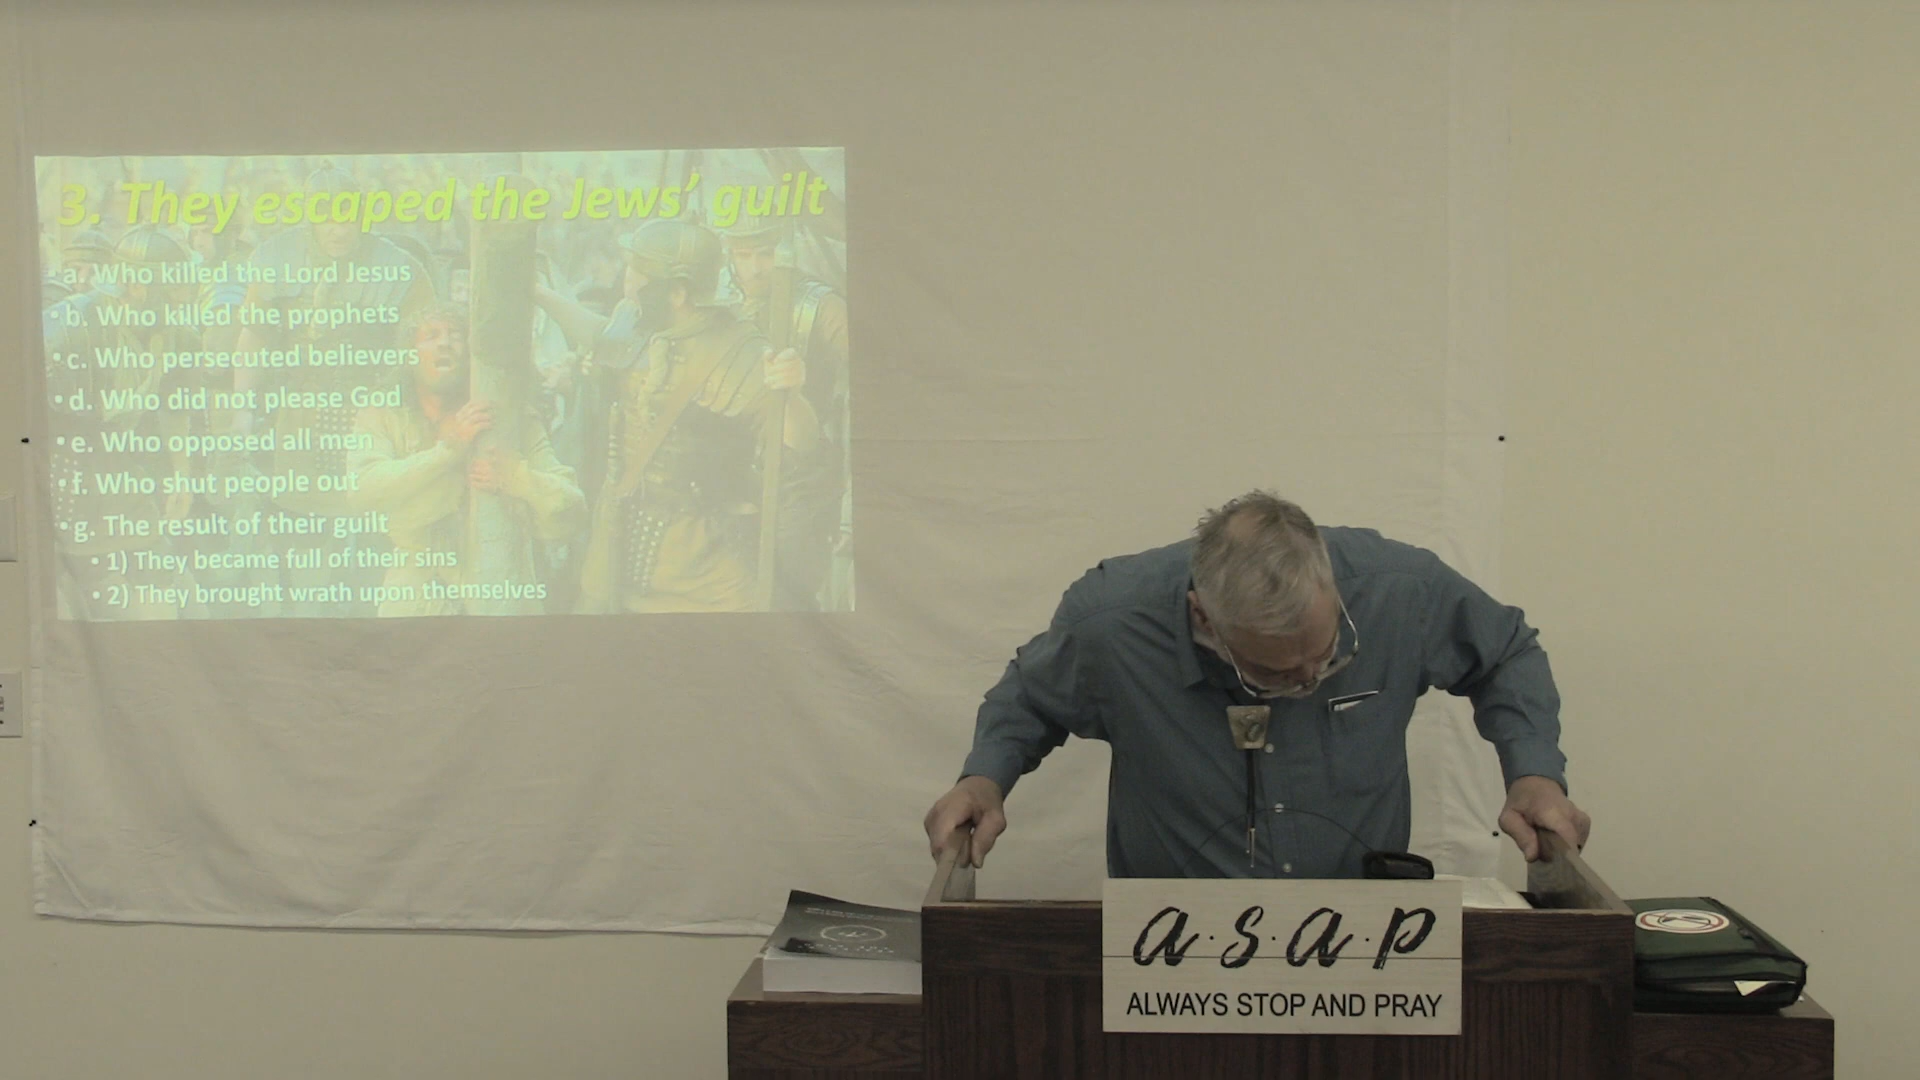 3. They escaped the Jews' guilt
• a. Who killed the Lord Jesus
• b. Who killed the prophets
• c. Who persecuted believers
• d. Who did not please God
• e. Who opposed all men
• f. Who shut people out
• g. The result of their guilt
• 1) They became full of their sins
• 2) They brought wrath upon themselves
a.s.a.p
ALWAYS STOP AND PRAY